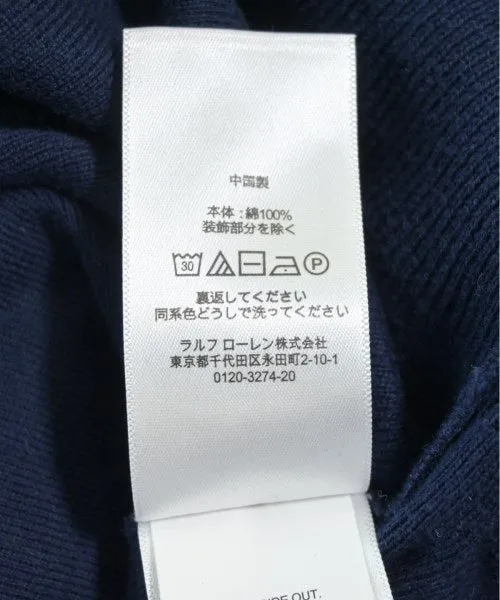 中国製
本体:綿100%
装飾部分を除く
30 P
裏返してください
同系色どうしで洗ってください
ラルフ ローレン株式会社
東京都千代田区永田町2-10-1
0120-3274-20
OUT.